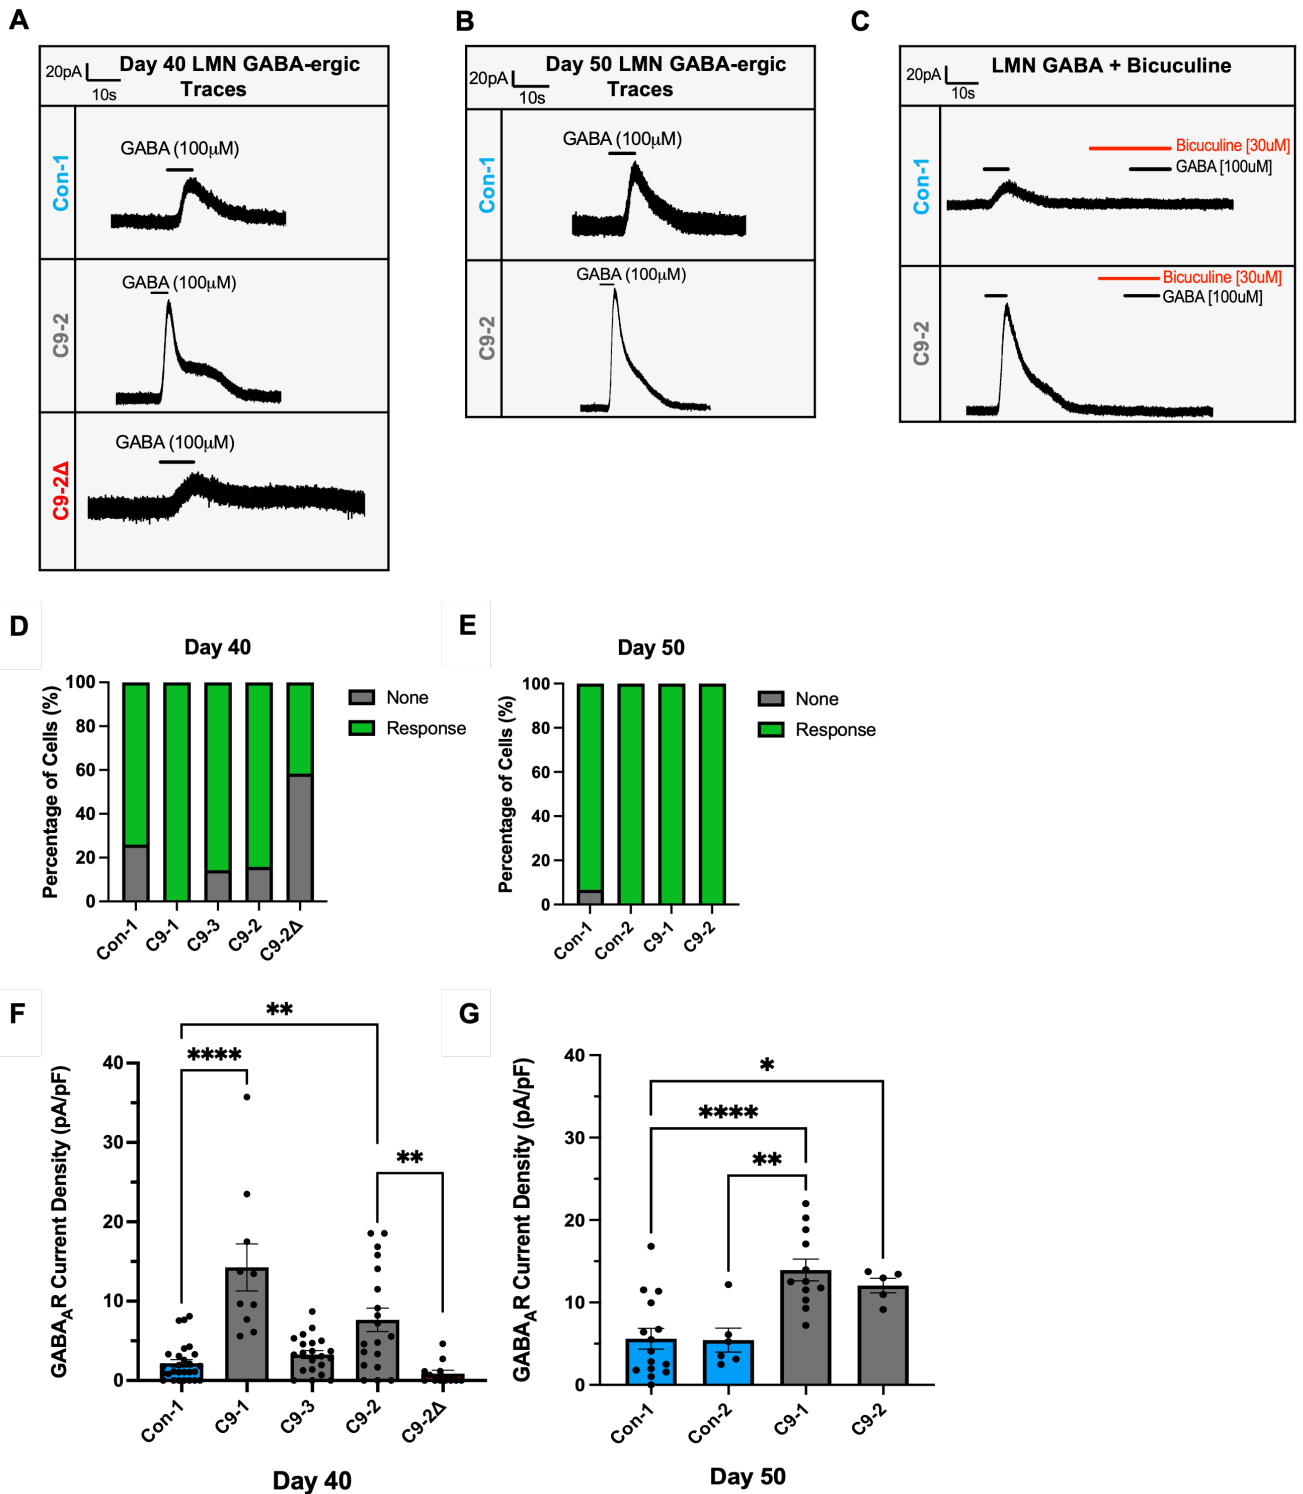 A
20pA
10s
Day 40 LMN GABA-ergic
Traces
Con-1
GABA (100µM)
C9-2
GABA (100µM)
C9-2Δ
GABA (100µM)
B
20pA
10s
Day 50 LMN GABA-ergic
Traces
Con-1
GABA (100µM)
C9-2
GABA (100µM)
C
20pA
10s
LMN GABA + Bicuculine
Con-1
Bicuculine [30uM]
GABA [100uM]
C9-2
Bicuculine [30uM]
GABA [100uM]
D
Day 40
Percentage of Cells (%)
100
80
60
40
20
0
Con-1
C9-1
C9-3
C9-2
C9-2Δ
None
Response
E
Day 50
Percentage of Cells (%)
100
80
60
40
20
0
Con-1
Con-2
C9-1
C9-2
None
Response
F
GABAAR Current Density (pA/pF)
40
30
20
10
0
**
****
**
Con-1
C9-1
C9-3
C9-2
C9-2Δ
Day 40
G
GABAAR Current Density (pA/pF)
40
30
20
10
0
*
****
**
Con-1
Con-2
C9-1
C9-2
Day 50